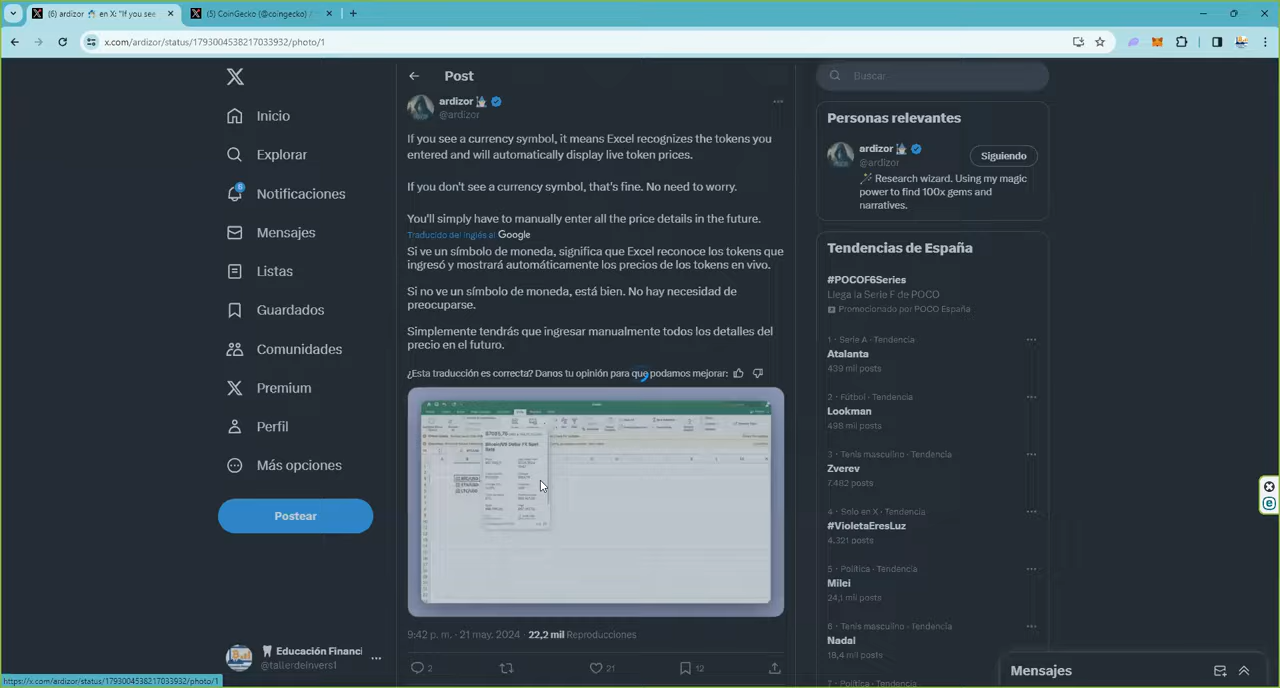 (6) ardizor en X: "If you see
(5) CoinGecko (@coingecko) /
x.com/ardizor/status/1793004538217033932/photo/1
Post
Buscar
Inicio
Explorar
Notificaciones
Mensajes
Listas
Guardados
Comunidades
Premium
Perfil
Más opciones
Postear
Educación Financi
@tallerdeinvers1
ardizor
@ardizor
If you see a currency symbol, it means Excel recognizes the tokens you
entered and will automatically display live token prices.
If you don't see a currency symbol, that's fine. No need to worry.
You'll simply have to manually enter all the price details in the future.
Traducido del inglés al Google
Si ve un símbolo de moneda, significa que Excel reconoce los tokens que
ingresó y mostrará automáticamente los precios de los tokens en vivo.
Si no ve un símbolo de moneda, está bien. No hay necesidad de
preocuparse.
Simplemente tendrás que ingresar manualmente todos los detalles del
precio en el futuro.
¿Esta traducción es correcta? Danos tu opinión para que podamos mejorar:
9:42 p. m. · 21 may. 2024 · 22,2 mil Reproducciones
2
21
12
Personas relevantes
ardizor
@ardizor
Siguiendo
Research wizard. Using my magic
power to find 100x gems and
narratives.
Tendencias de España
#POCOF6Series
Llega la Serie F de POCO
Promocionado por POCO España
1 · Serie A · Tendencia
Atalanta
439 mil posts
2 · Fútbol · Tendencia
Lookman
498 mil posts
3 · Tenis masculino · Tendencia
Zverev
7.482 posts
4 · Solo en X · Tendencia
#VioletaEresLuz
4.321 posts
5 · Política · Tendencia
Milei
24,1 mil posts
6 · Tenis masculino · Tendencia
Nadal
18,4 mil posts
7 · Política · Tendencia
Mensajes
https://x.com/ardizor/status/1793004538217033932/photo/1